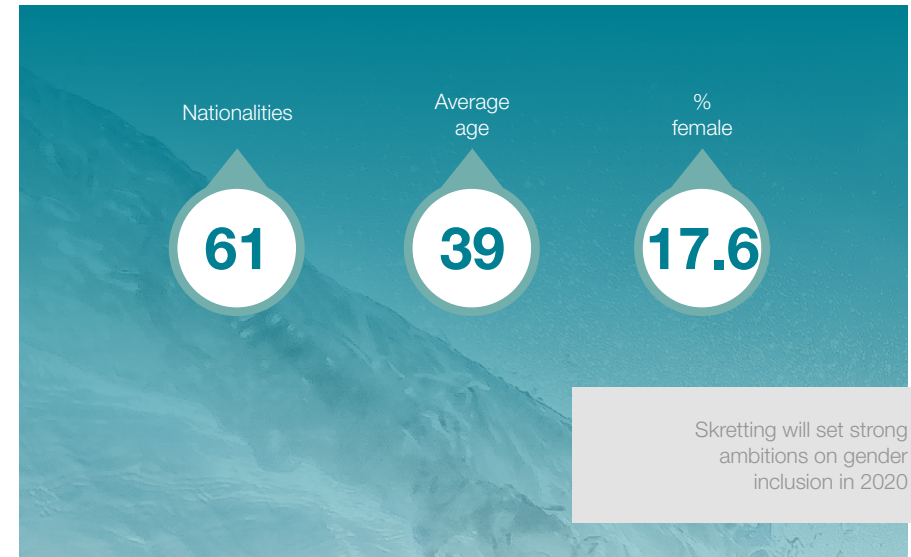 Nationalities
61
Average
age
39
%
female
17.6
Skretting will set strong
ambitions on gender
inclusion in 2020